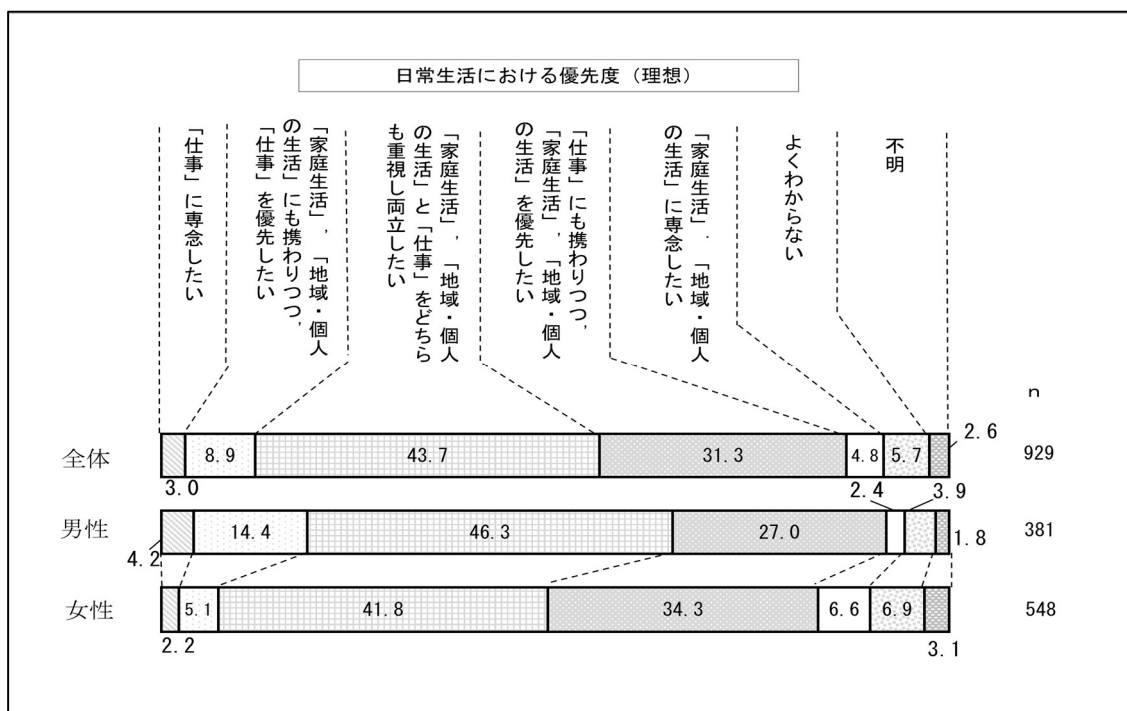 日常生活における優先度（理想）
「仕事」に専念したい
「家庭生活」,「地域・個人
の生活」にも携わりつつ,
「仕事」を優先したい
「家庭生活」,「地域・個人
の生活」と「仕事」をどちら
も重視し両立したい
「仕事」にも携わりつつ,
「家庭生活」,「地域・個人
の生活」を優先したい
「家庭生活」,「地域・個人
の生活」に専念したい
よくわからない
不明
n
全体
3.0
8.9
43.7
31.3
4.8
5.7
2.6
929
男性
4.2
14.4
46.3
27.0
2.4
3.9
1.8
381
女性
2.2
5.1
41.8
34.3
6.6
6.9
3.1
548